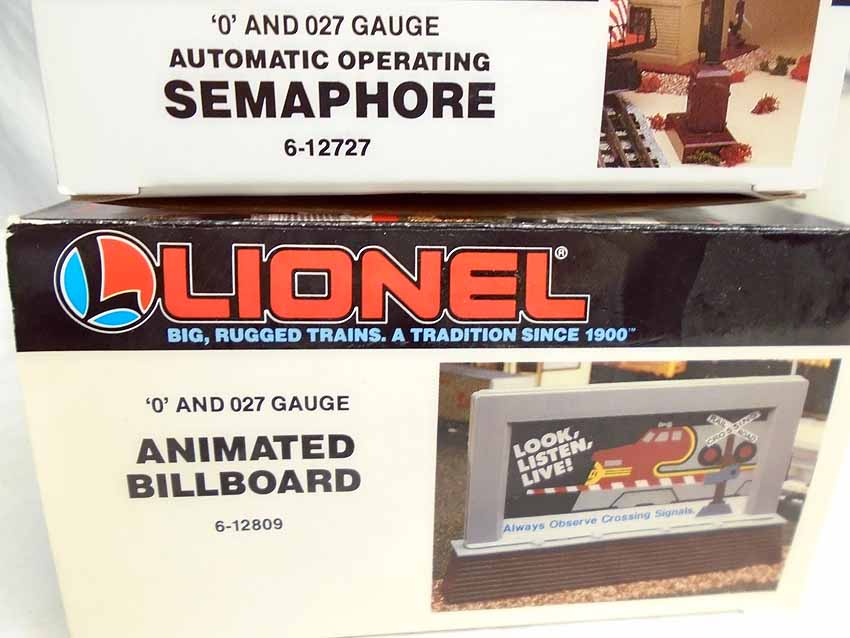 '0' AND 027 GAUGE
AUTOMATIC OPERATING
SEMAPHORE
6-12727
LIONEL®
BIG, RUGGED TRAINS. A TRADITION SINCE 1900™
'0' AND 027 GAUGE
ANIMATED
BILLBOARD
6-12809
LOOK,
LISTEN,
LIVE!
RAILROAD
CROSSING
Always Observe Crossing Signals.